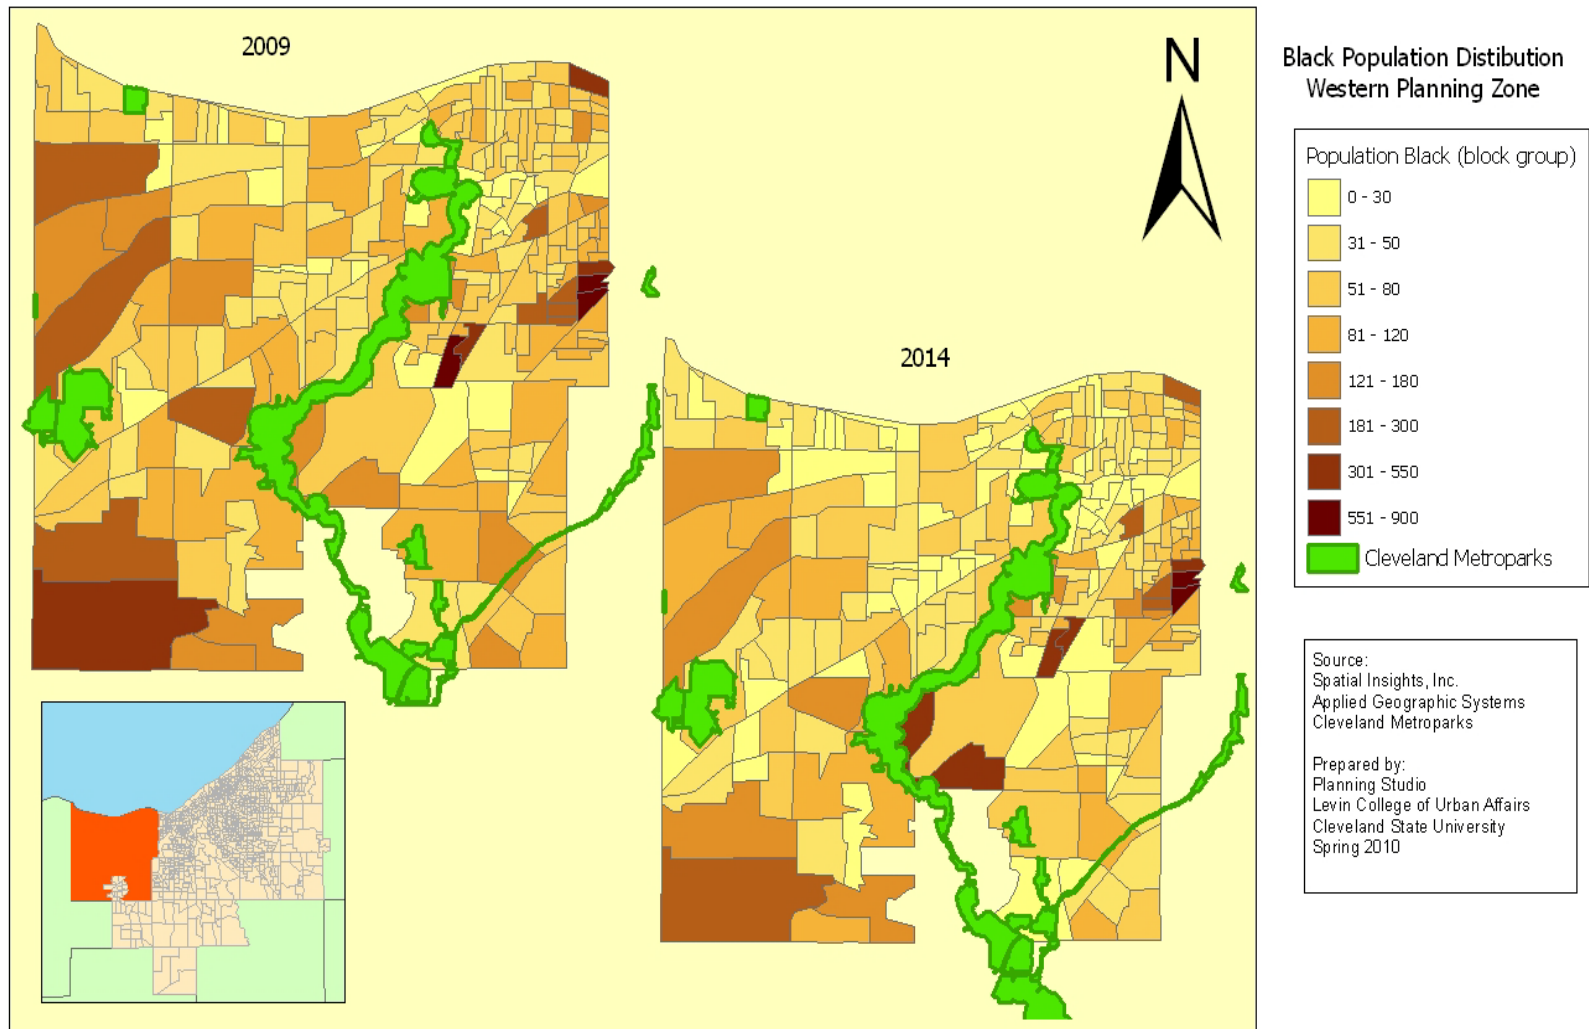 2009
2014
N
Black Population Distibution
Western Planning Zone
Population Black (block group)
0 - 30
31 - 50
51 - 80
81 - 120
121 - 180
181 - 300
301 - 550
551 - 900
Cleveland Metroparks
Source:
Spatial Insights, Inc.
Applied Geographic Systems
Cleveland Metroparks
Prepared by:
Planning Studio
Levin College of Urban Affairs
Cleveland State University
Spring 2010